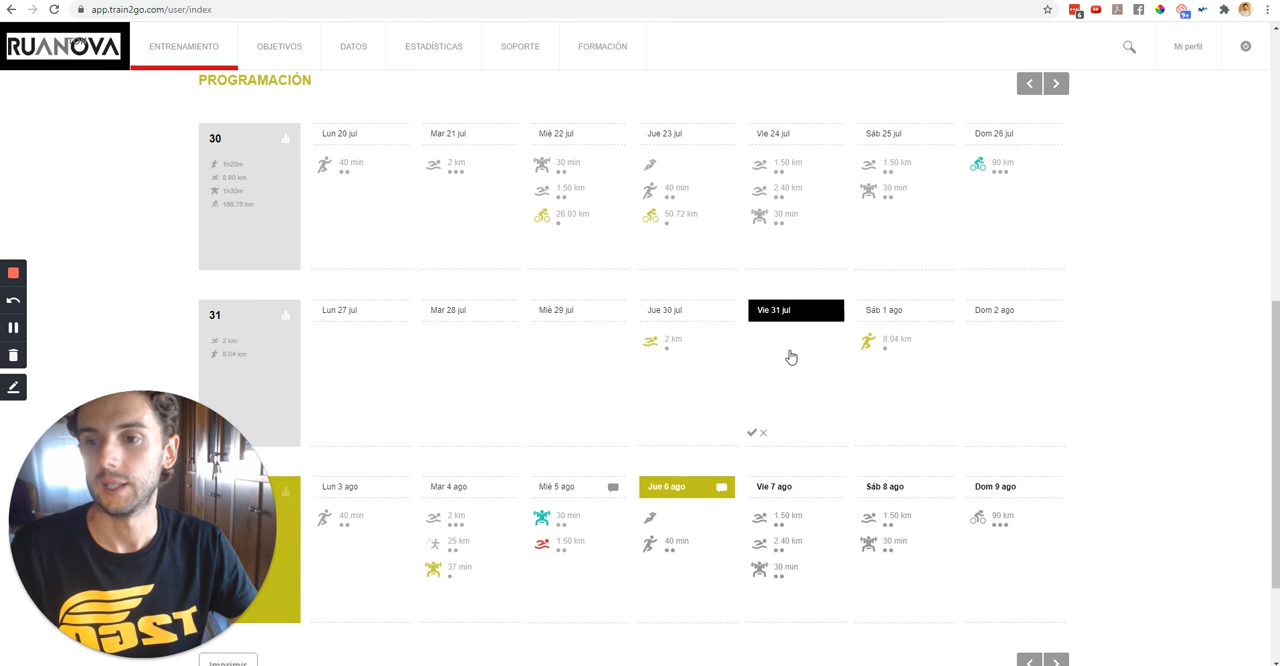 app.train2go.com/user/index
6
9+
RUANOVA
ENTRENAMIENTO
OBJETIVOS
DATOS
ESTADÍSTICAS
SOPORTE
FORMACIÓN
Mi perfil
PROGRAMACIÓN
30
Lun 20 jul
Mar 21 jul
Mié 22 jul
Jue 23 jul
Vie 24 jul
Sáb 25 jul
Dom 26 jul
1h20m
8.90 km
1h30m
166.75 km
40 min
2 km
30 min
1.50 km
26.03 km
40 min
50.72 km
1.50 km
2.40 km
30 min
1.50 km
30 min
90 km
31
Lun 27 jul
Mar 28 jul
Mié 29 jul
Jue 30 jul
Vie 31 jul
Sáb 1 ago
Dom 2 ago
2 km
8.04 km
2 km
8.04 km
Lun 3 ago
Mar 4 ago
Mié 5 ago
Jue 6 ago
Vie 7 ago
Sáb 8 ago
Dom 9 ago
40 min
2 km
25 km
37 min
30 min
1.50 km
40 min
1.50 km
2.40 km
30 min
1.50 km
30 min
90 km
Imprimir